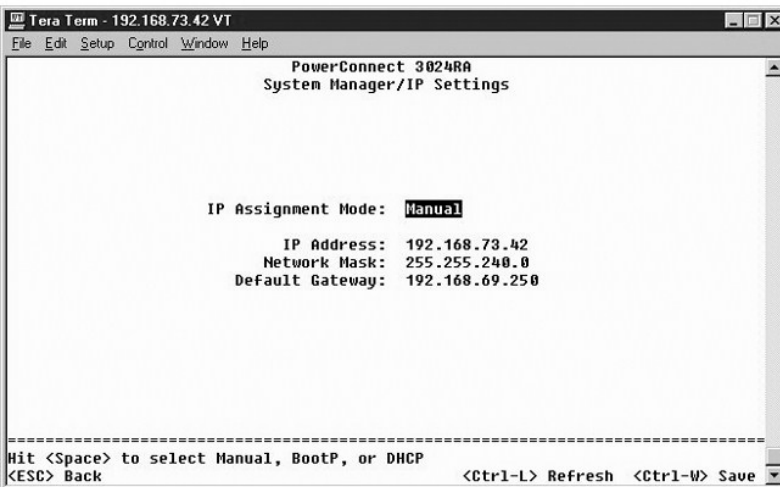 Tera Term - 192.168.73.42 VT
File Edit Setup Control Window Help
PowerConnect 3024RA
System Manager/IP Settings
IP Assignment Mode: Manual
IP Address: 192.168.73.42
Network Mask: 255.255.240.0
Default Gateway: 192.168.69.250
================================================================================
Hit <Space> to select Manual, BootP, or DHCP
<ESC> Back <Ctrl-L> Refresh <Ctrl-W> Save